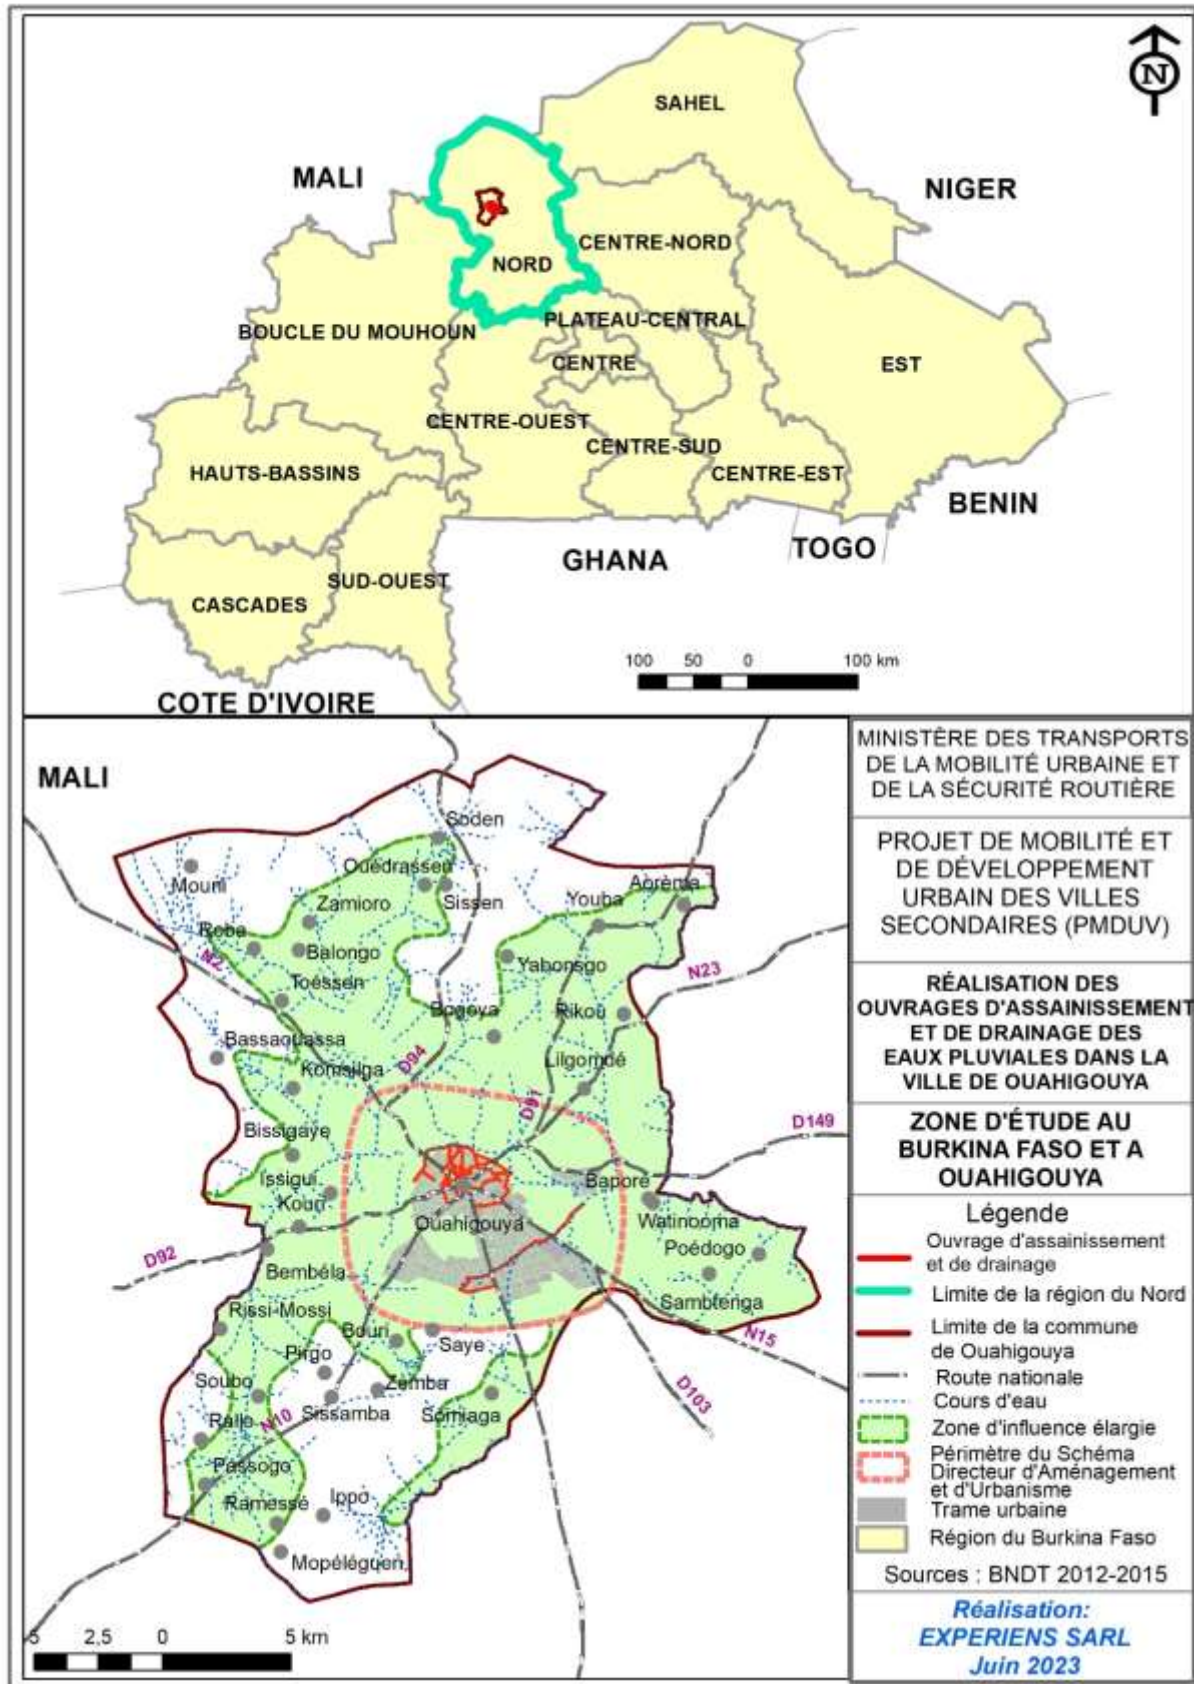 N
SAHEL
MALI
NIGER
CENTRE-NORD
NORD
PLATEAU-CENTRAL
BOUCLE DU MOUHOUN
CENTRE
EST
CENTRE-OUEST
CENTRE-SUD
HAUTS-BASSINS
CENTRE-EST
BENIN
TOGO
GHANA
SUD-OUEST
CASCADES
COTE D'IVOIRE
100 50 0 100 km
MALI
Soden
Mouni
Ouédrassen
Aorèma
Zamioro
Sissen
Youba
Roba
Balongo
N2
Yabonsgo
N23
Toéssen
Bogoya
Rikou
Bassaouassa
Komsilga
D94
Lilgomdé
D91
D149
Bissigaye
Issigui
Baporé
Kouri
Ouahigouya
Watinooma
Poédogo
D92
Bembéla
Sambtenga
Rissi-Mossi
Bouri
Saye
N15
Pirgo
Soubo
Zemba
D103
Sissamba
Somiaga
Rallo
N10
Passogo
Ramessé
Ippo
Mopéléguen
5 2,5 0 5 km
MINISTÈRE DES TRANSPORTS
DE LA MOBILITÉ URBAINE ET
DE LA SÉCURITÉ ROUTIÈRE
PROJET DE MOBILITÉ ET
DE DÉVELOPPEMENT
URBAIN DES VILLES
SECONDAIRES (PMDUV)
RÉALISATION DES
OUVRAGES D'ASSAINISSEMENT
ET DE DRAINAGE DES
EAUX PLUVIALES DANS LA
VILLE DE OUAHIGOUYA
ZONE D'ÉTUDE AU
BURKINA FASO ET A
OUAHIGOUYA
Légende
Ouvrage d'assainissement
et de drainage
Limite de la région du Nord
Limite de la commune
de Ouahigouya
Route nationale
Cours d'eau
Zone d'influence élargie
Périmètre du Schéma
Directeur d'Aménagement
et d'Urbanisme
Trame urbaine
Région du Burkina Faso
Sources : BNDT 2012-2015
Réalisation:
EXPERIENS SARL
Juin 2023